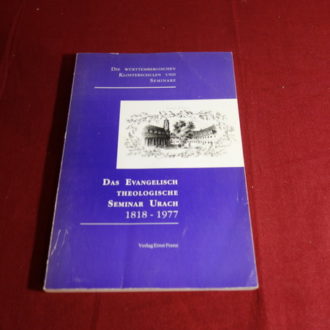 Die württembergischen
Klosterschulen und
Seminare
Das Evangelisch
theologische
Seminar Urach
1818 - 1977
Verlag Ernst Franz